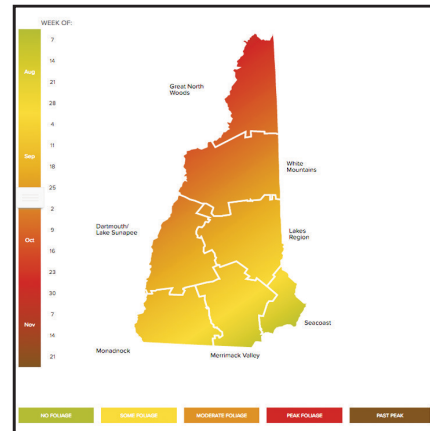 WEEK OF:
7
Aug
14
21
28
4
11
Sep
18
25
2
9
Oct
16
23
30
7
Nov
14
21
Great North
Woods
White
Mountains
Dartmouth/
Lake Sunapee
Lakes
Region
Seacoast
Monadnock
Merrimack Valley
NO FOLIAGE
SOME FOLIAGE
MODERATE FOLIAGE
PEAK FOLIAGE
PAST PEAK